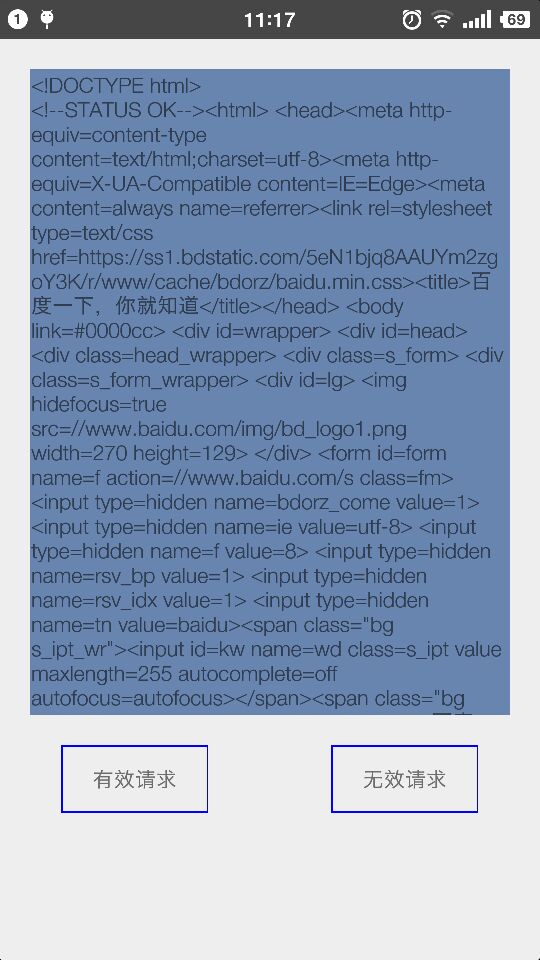 1
11:17
69
<!DOCTYPE html>
<!--STATUS OK--><html> <head><meta http-
equiv=content-type
content=text/html;charset=utf-8><meta http-
equiv=X-UA-Compatible content=IE=Edge><meta
content=always name=referrer><link rel=stylesheet
type=text/css
href=https://ss1.bdstatic.com/5eN1bjq8AAUYm2zg
oY3K/r/www/cache/bdorz/baidu.min.css><title>百
度一下，你就知道</title></head> <body
link=#0000cc> <div id=wrapper> <div id=head>
<div class=head_wrapper> <div class=s_form> <div
class=s_form_wrapper> <div id=lg> <img
hidefocus=true
src=//www.baidu.com/img/bd_logo1.png
width=270 height=129> </div> <form id=form
name=f action=//www.baidu.com/s class=fm>
<input type=hidden name=bdorz_come value=1>
<input type=hidden name=ie value=utf-8> <input
type=hidden name=f value=8> <input type=hidden
name=rsv_bp value=1> <input type=hidden
name=rsv_idx value=1> <input type=hidden
name=tn value=baidu><span class="bg
s_ipt_wr"><input id=kw name=wd class=s_ipt value
maxlength=255 autocomplete=off
autofocus=autofocus></span><span class="bg
有效请求
无效请求